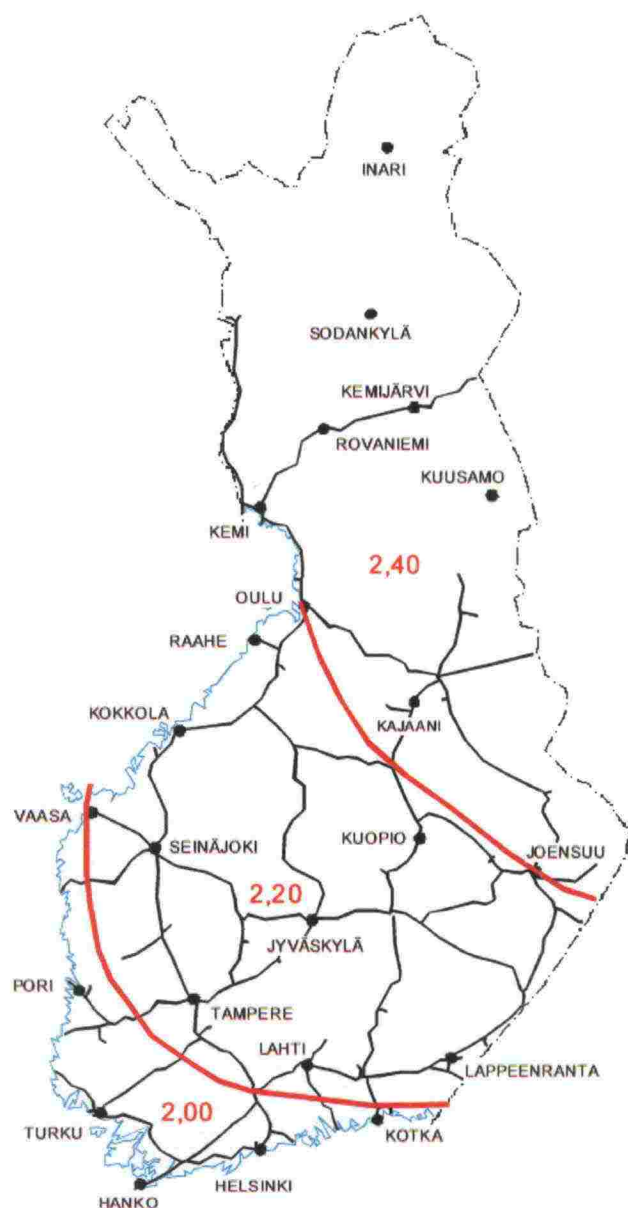 INARI
SODANKYLÄ
KEMIJÄRVI
ROVANIEMI
KUUSAMO
KEMI
2,40
OULU
RAAHE
KAJAANI
KOKKOLA
VAASA
SEINÄJOKI
KUOPIO
JOENSUU
2,20
JYVÄSKYLÄ
PORI
TAMPERE
LAHTI
LAPPEENRANTA
2,00
TURKU
KOTKA
HELSINKI
HANKO